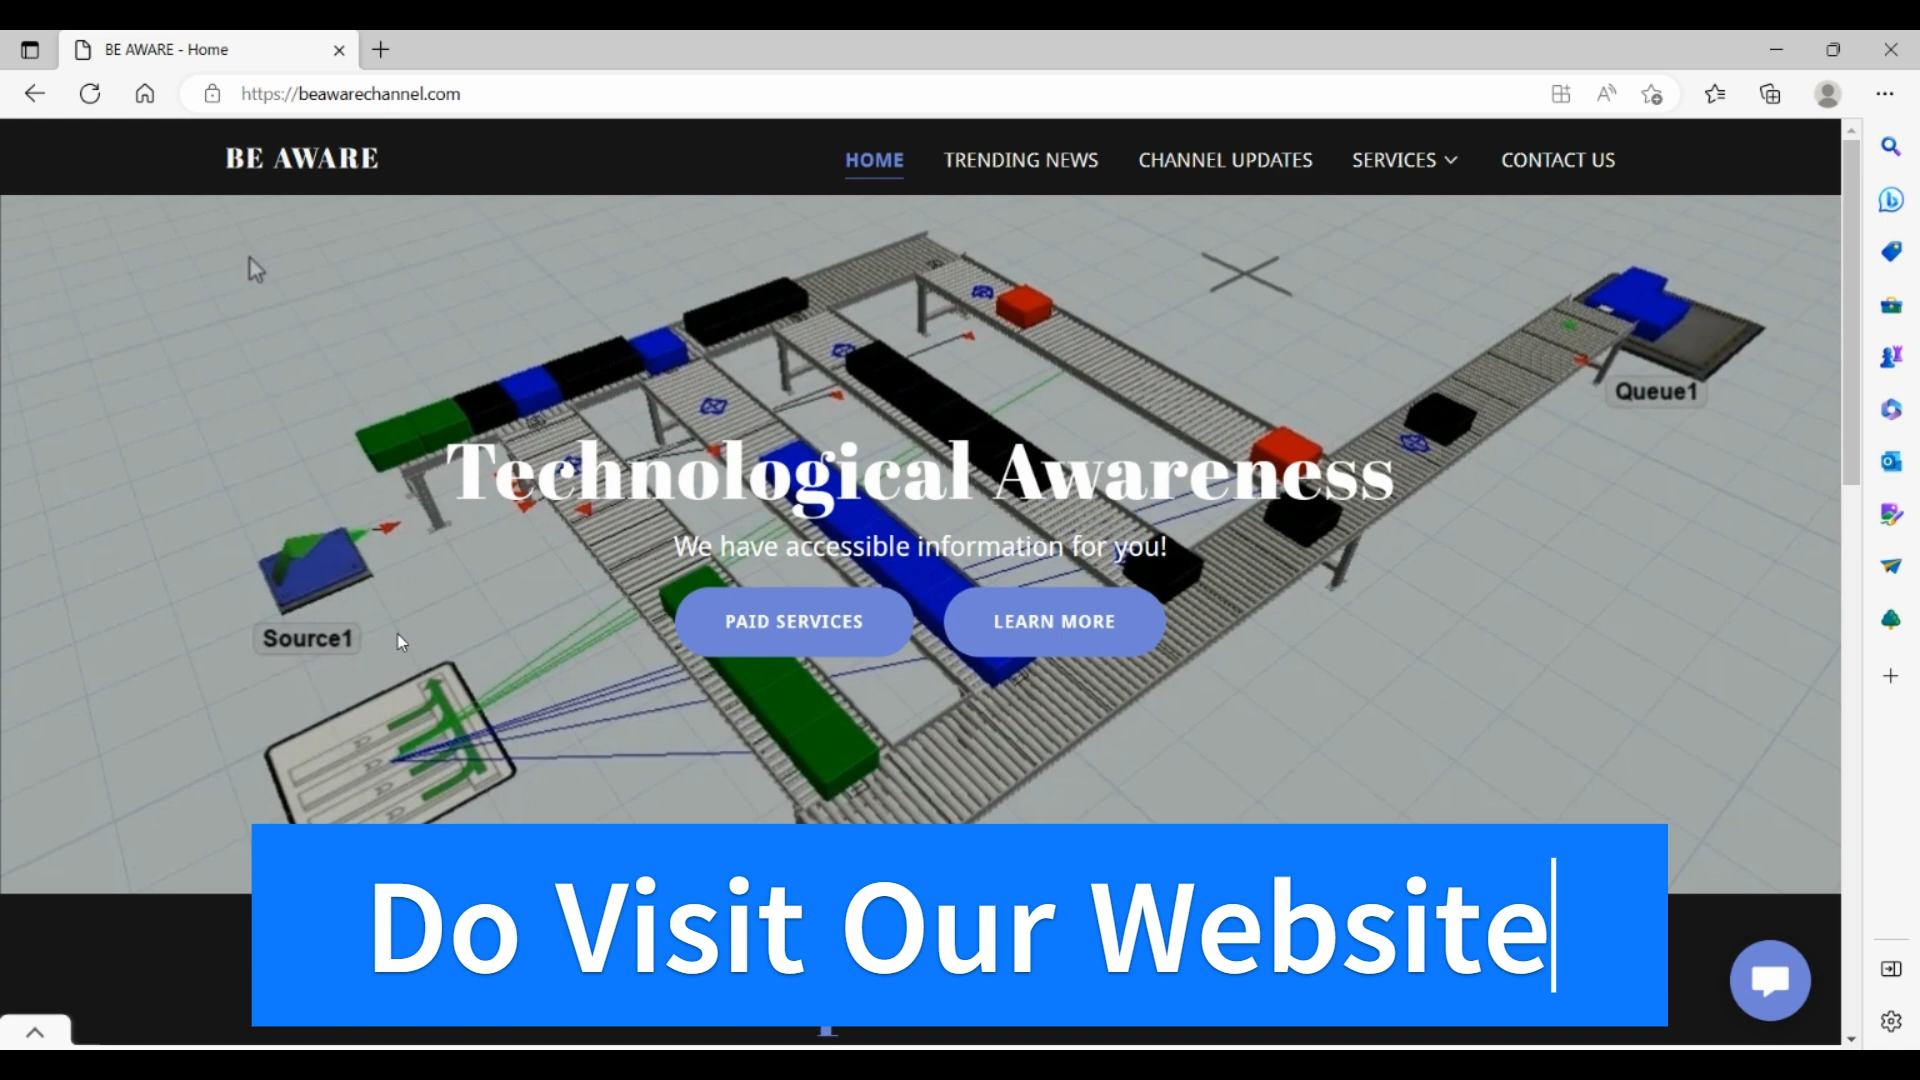 BE AWARE - Home
https://beawarechannel.com
BE AWARE
HOME TRENDING NEWS CHANNEL UPDATES SERVICES CONTACT US
Queue1
Technological Awareness
We have accessible information for you!
PAID SERVICES LEARN MORE
Source1
Do Visit Our Website